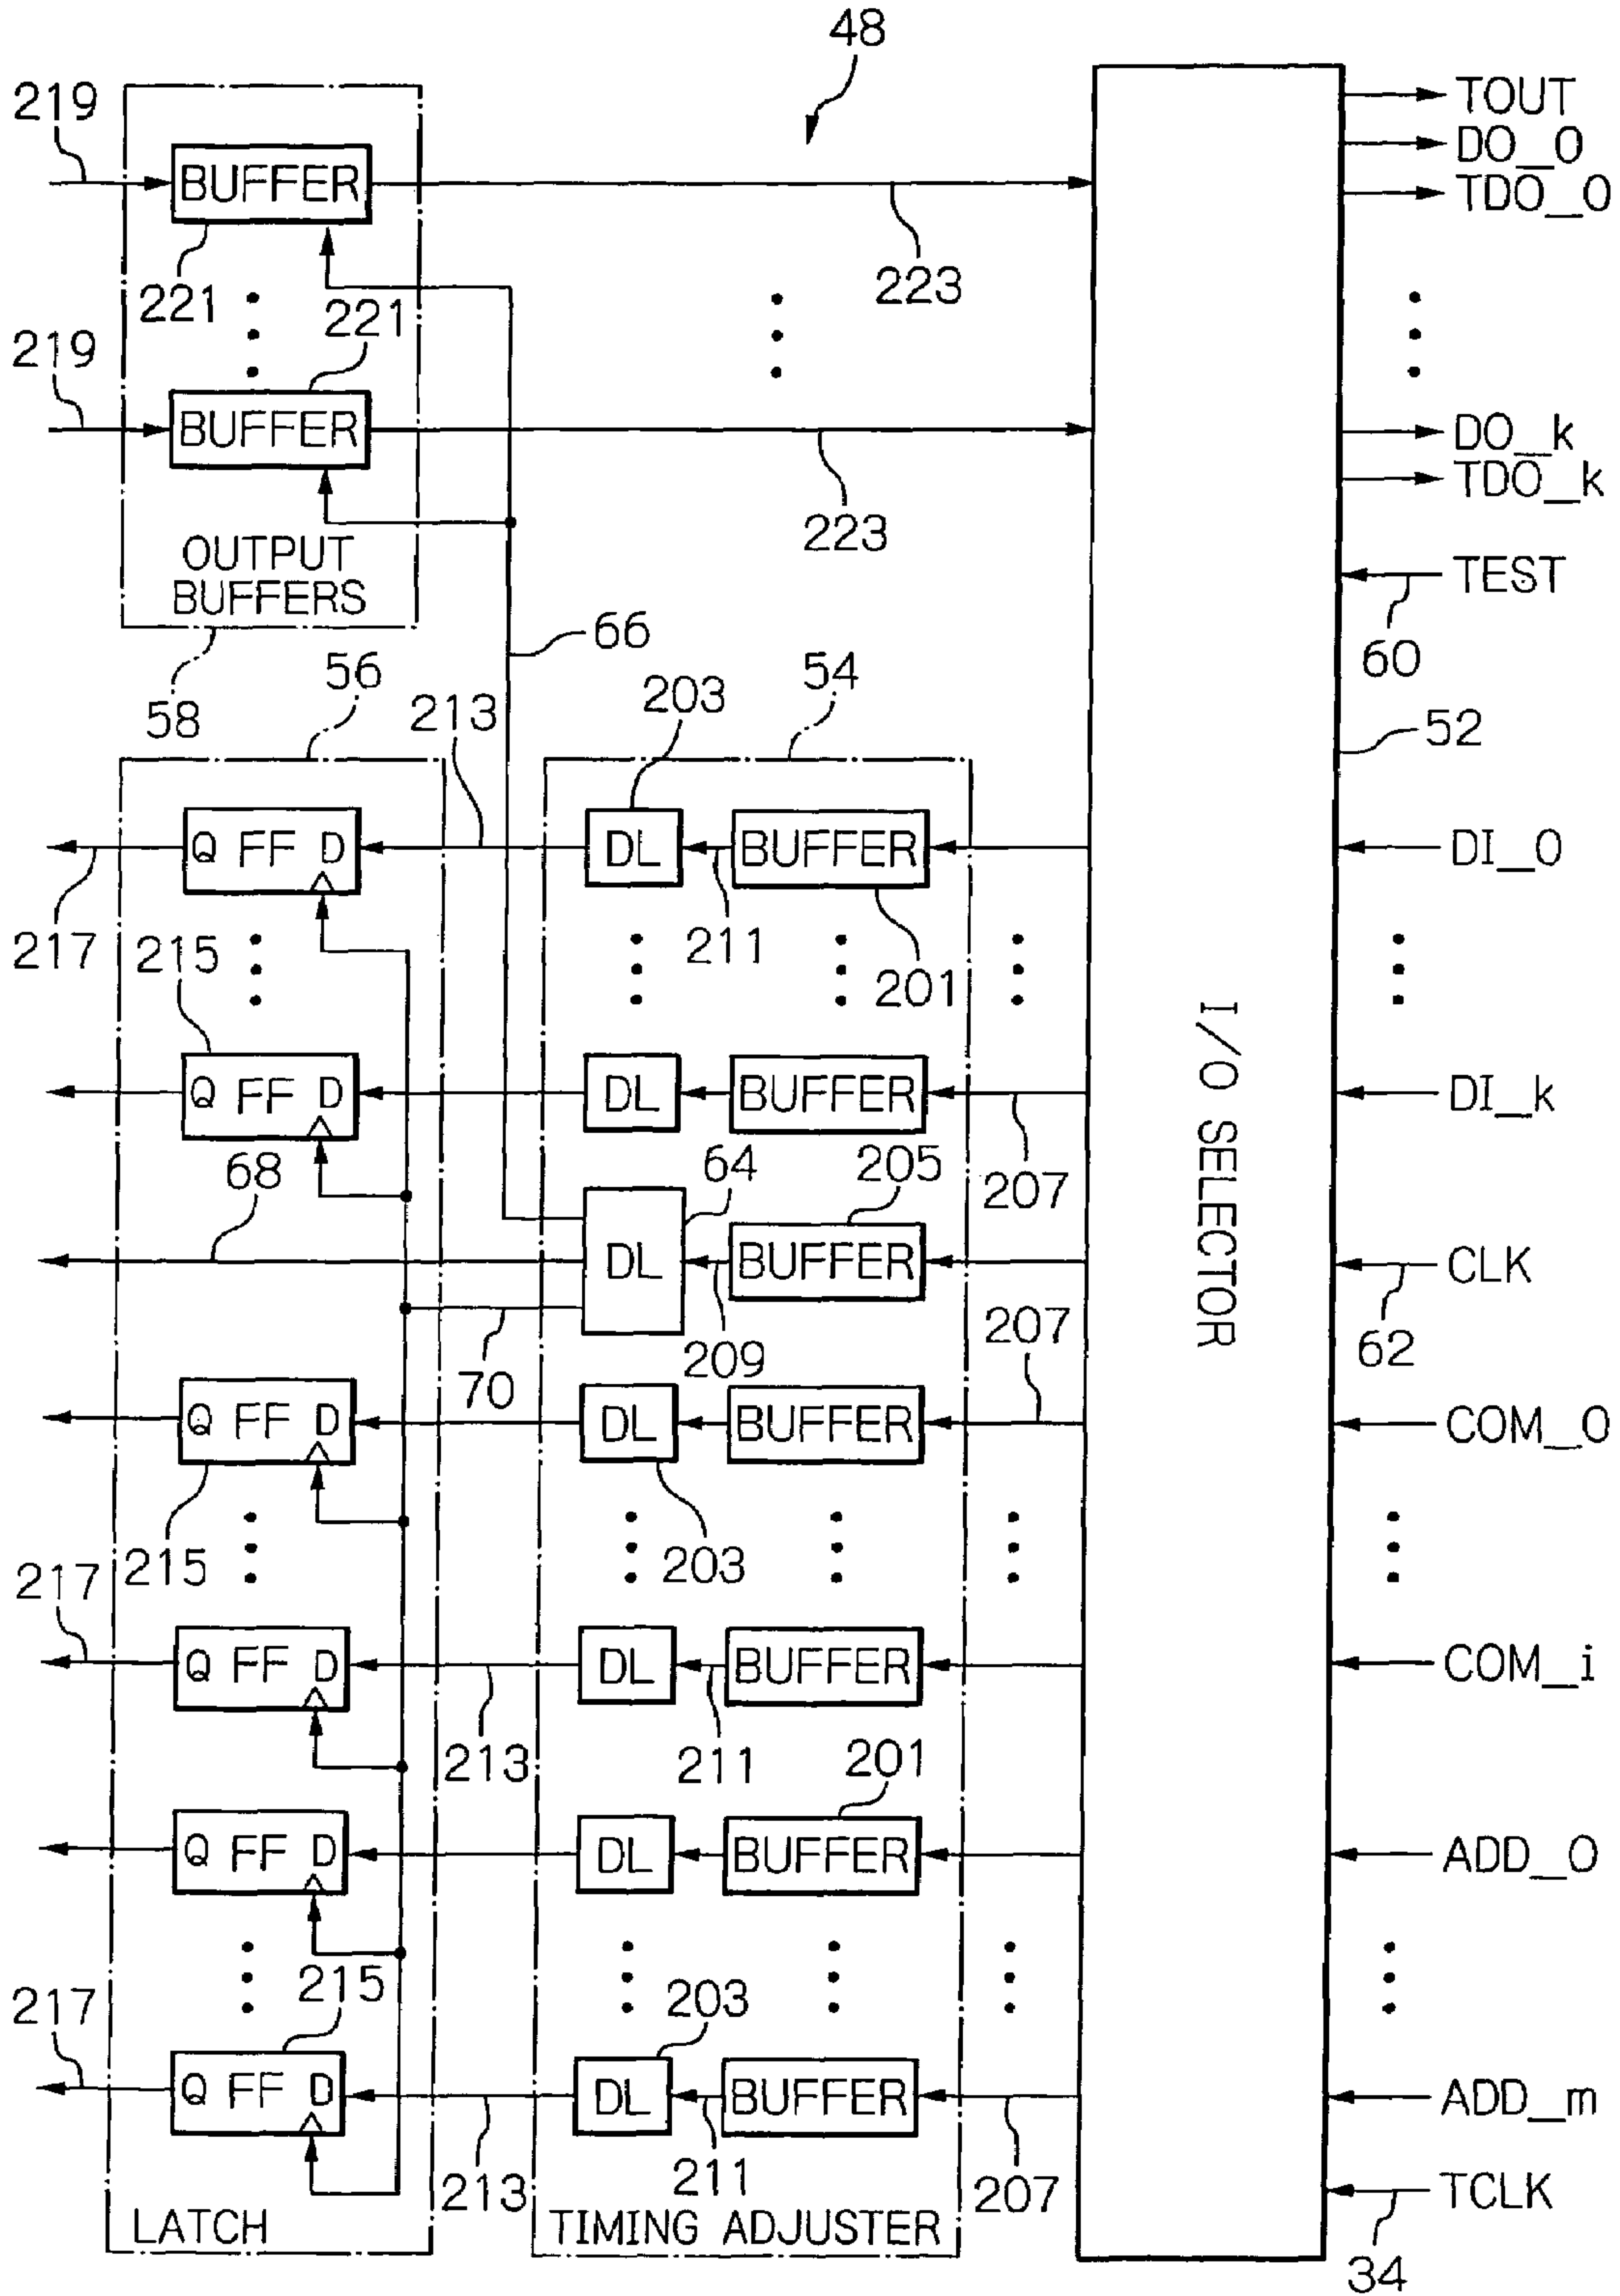 48
219
BUFFER
TOUT
DO_0
TDO_0
221
221
223
219
BUFFER
DO_k
TDO_k
223
OUTPUT
BUFFERS
TEST
60
66
58
56
54
213
203
52
Q FF D
DL
BUFFER
DI_0
217
215
211
201
I/O SELECTOR
Q FF D
DL
BUFFER
DI_k
68
64
205
207
DL
BUFFER
CLK
70
209
207
62
Q FF D
DL
BUFFER
COM_0
217
215
203
Q FF D
DL
BUFFER
COM_i
213
211
201
Q FF D
DL
BUFFER
ADD_0
217
215
203
Q FF D
DL
BUFFER
ADD_m
213
211
207
TCLK
34
LATCH
TIMING ADJUSTER